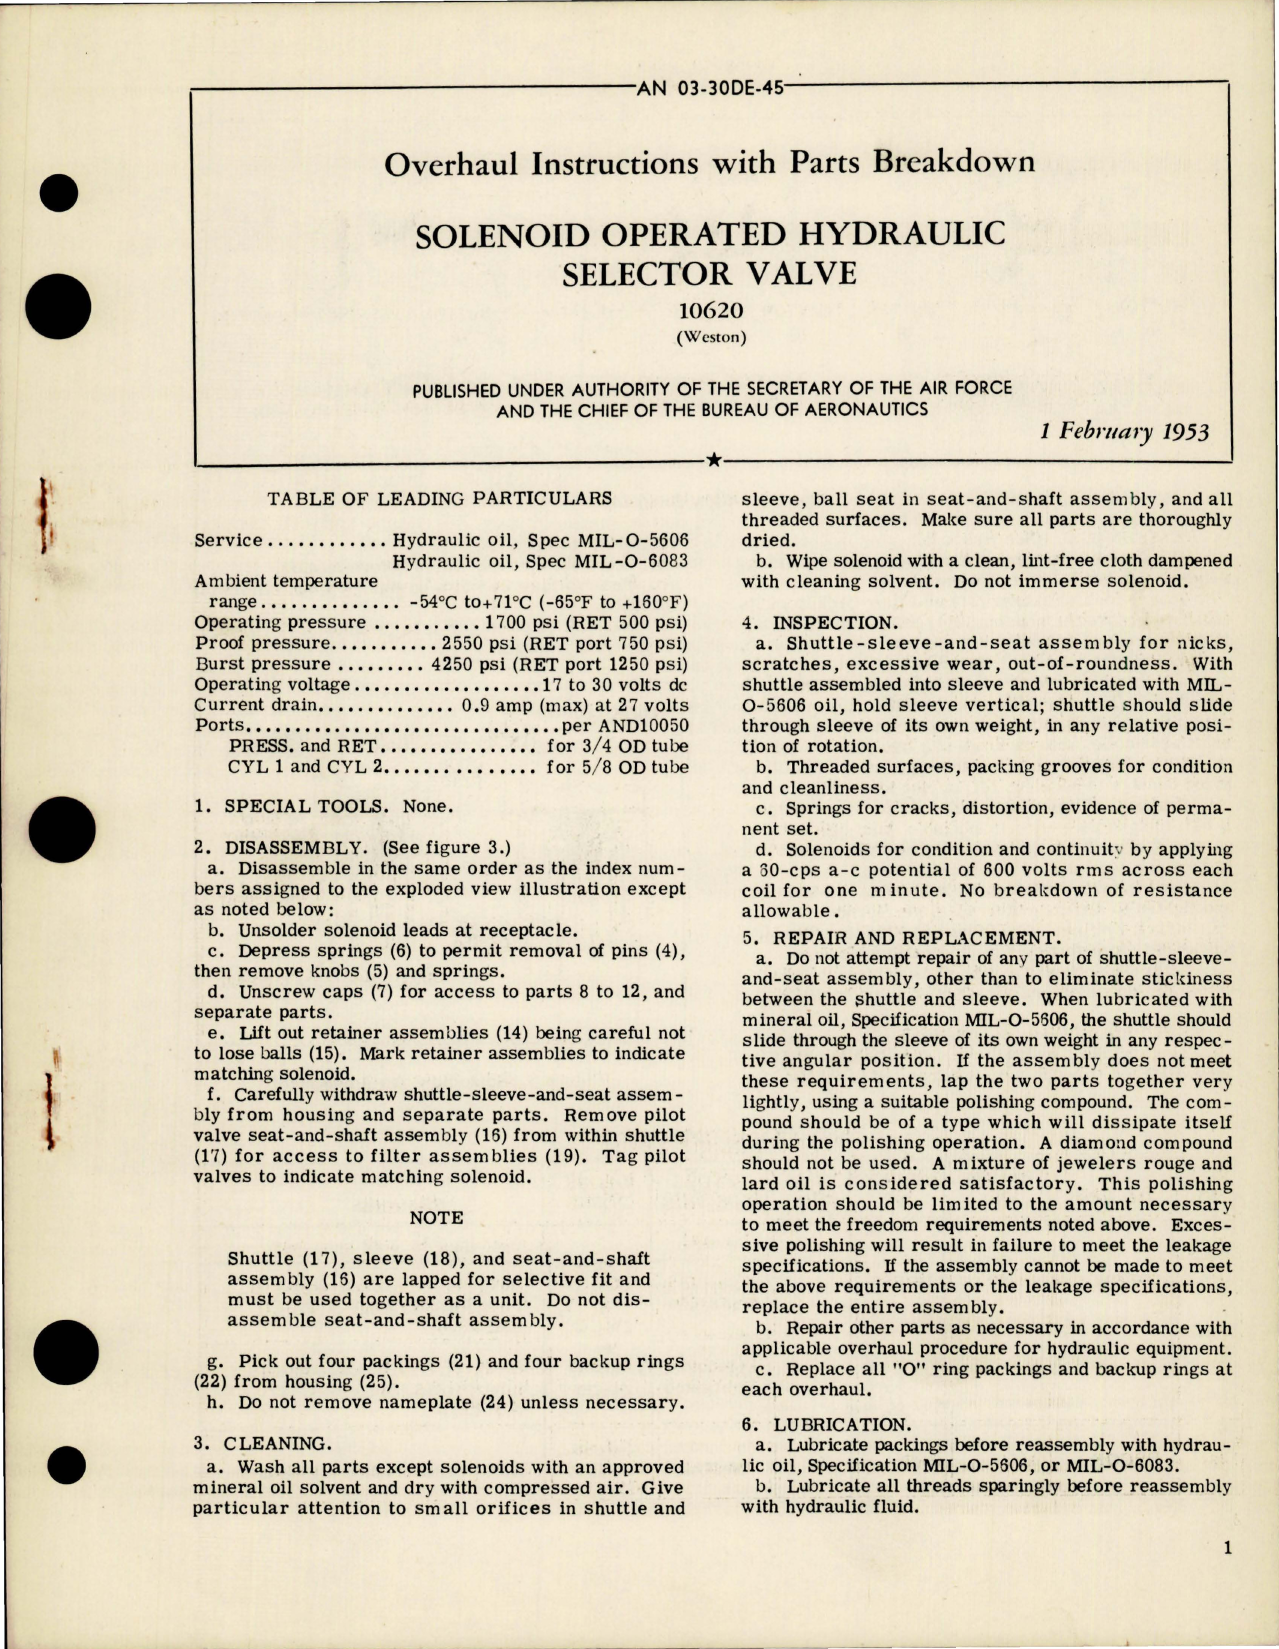 AN 03-30DE-45
Overhaul Instructions with Parts Breakdown
SOLENOID OPERATED HYDRAULIC
SELECTOR VALVE
10620
(Weston)
PUBLISHED UNDER AUTHORITY OF THE SECRETARY OF THE AIR FORCE
AND THE CHIEF OF THE BUREAU OF AERONAUTICS
1 February 1953
TABLE OF LEADING PARTICULARS
Service............Hydraulic oil, Spec MIL-O-5606
Hydraulic oil, Spec MIL-O-6083
Ambient temperature
range.............. -54°C to+71°C (-65°F to +160°F)
Operating pressure ...........1700 psi (RET 500 psi)
Proof pressure...........2550 psi (RET port 750 psi)
Burst pressure .........4250 psi (RET port 1250 psi)
Operating voltage...................17 to 30 volts dc
Current drain..............0.9 amp (max) at 27 volts
Ports...............................per AND10050
PRESS. and RET................for 3/4 OD tube
CYL 1 and CYL 2...............for 5/8 OD tube
1. SPECIAL TOOLS. None.
2. DISASSEMBLY. (See figure 3.)
a. Disassemble in the same order as the index num-
bers assigned to the exploded view illustration except
as noted below:
b. Unsolder solenoid leads at receptacle.
c. Depress springs (6) to permit removal of pins (4),
then remove knobs (5) and springs.
d. Unscrew caps (7) for access to parts 8 to 12, and
separate parts.
e. Lift out retainer assemblies (14) being careful not
to lose balls (15). Mark retainer assemblies to indicate
matching solenoid.
f. Carefully withdraw shuttle-sleeve-and-seat assem-
bly from housing and separate parts. Remove pilot
valve seat-and-shaft assembly (16) from within shuttle
(17) for access to filter assemblies (19). Tag pilot
valves to indicate matching solenoid.
NOTE
Shuttle (17), sleeve (18), and seat-and-shaft
assembly (16) are lapped for selective fit and
must be used together as a unit. Do not dis-
assemble seat-and-shaft assembly.
g. Pick out four packings (21) and four backup rings
(22) from housing (25).
h. Do not remove nameplate (24) unless necessary.
3. CLEANING.
a. Wash all parts except solenoids with an approved
mineral oil solvent and dry with compressed air. Give
particular attention to small orifices in shuttle and
sleeve, ball seat in seat-and-shaft assembly, and all
threaded surfaces. Make sure all parts are thoroughly
dried.
b. Wipe solenoid with a clean, lint-free cloth dampened
with cleaning solvent. Do not immerse solenoid.
4. INSPECTION.
a. Shuttle-sleeve-and-seat assembly for nicks,
scratches, excessive wear, out-of-roundness. With
shuttle assembled into sleeve and lubricated with MIL-
O-5606 oil, hold sleeve vertical; shuttle should slide
through sleeve of its own weight, in any relative posi-
tion of rotation.
b. Threaded surfaces, packing grooves for condition
and cleanliness.
c. Springs for cracks, distortion, evidence of perma-
nent set.
d. Solenoids for condition and continuity by applying
a 60-cps a-c potential of 600 volts rms across each
coil for one minute. No breakdown of resistance
allowable.
5. REPAIR AND REPLACEMENT.
a. Do not attempt repair of any part of shuttle-sleeve-
and-seat assembly, other than to eliminate stickiness
between the shuttle and sleeve. When lubricated with
mineral oil, Specification MIL-O-5606, the shuttle should
slide through the sleeve of its own weight in any respec-
tive angular position. If the assembly does not meet
these requirements, lap the two parts together very
lightly, using a suitable polishing compound. The com-
pound should be of a type which will dissipate itself
during the polishing operation. A diamond compound
should not be used. A mixture of jewelers rouge and
lard oil is considered satisfactory. This polishing
operation should be limited to the amount necessary
to meet the freedom requirements noted above. Exces-
sive polishing will result in failure to meet the leakage
specifications. If the assembly cannot be made to meet
the above requirements or the leakage specifications,
replace the entire assembly.
b. Repair other parts as necessary in accordance with
applicable overhaul procedure for hydraulic equipment.
c. Replace all "O" ring packings and backup rings at
each overhaul.
6. LUBRICATION.
a. Lubricate packings before reassembly with hydrau-
lic oil, Specification MIL-O-5606, or MIL-O-6083.
b. Lubricate all threads sparingly before reassembly
with hydraulic fluid.
1